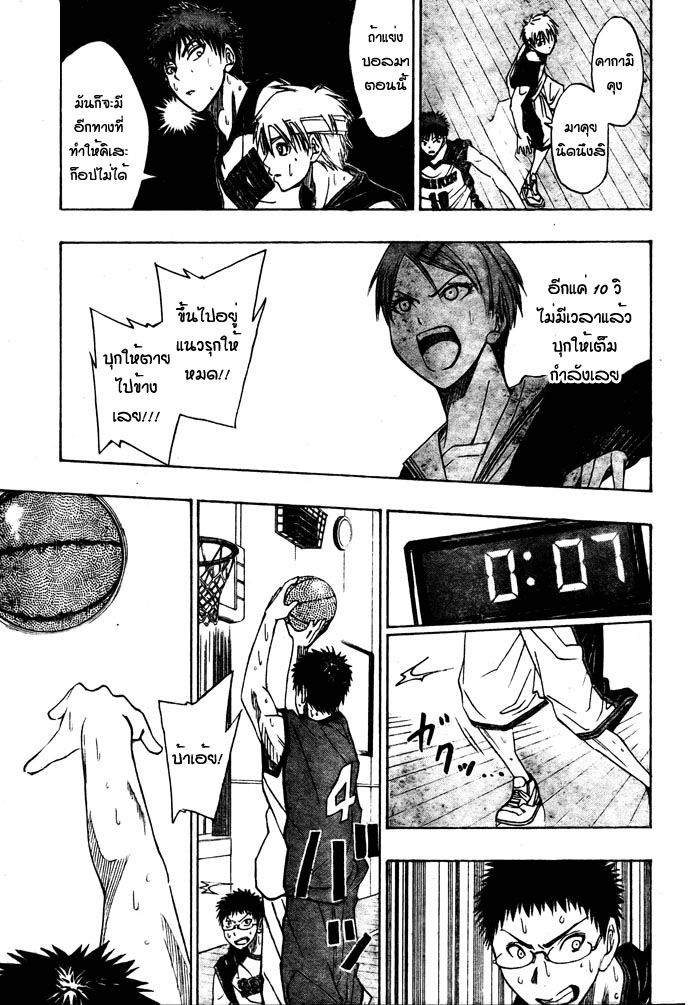 คากามิ
คุง
มาคุย
นิดนึงสิ
ถ้าแย่ง
บอลมา
ตอนนี้
มันก็จะมี
อีกทางที่
ทำให้คิเสะ
ก็อปไม่ได้
อีกแค่ 10 วิ
ไม่มีเวลาแล้ว
บุกให้เต็ม
กำลังเลย
ขึ้นไปอยู่
แนวรุกให้
หมด!!
บุกให้ตาย
ไปข้าง
เลย!!!
0:07
ガクッ...
บ้าเอ้ย!
4
11